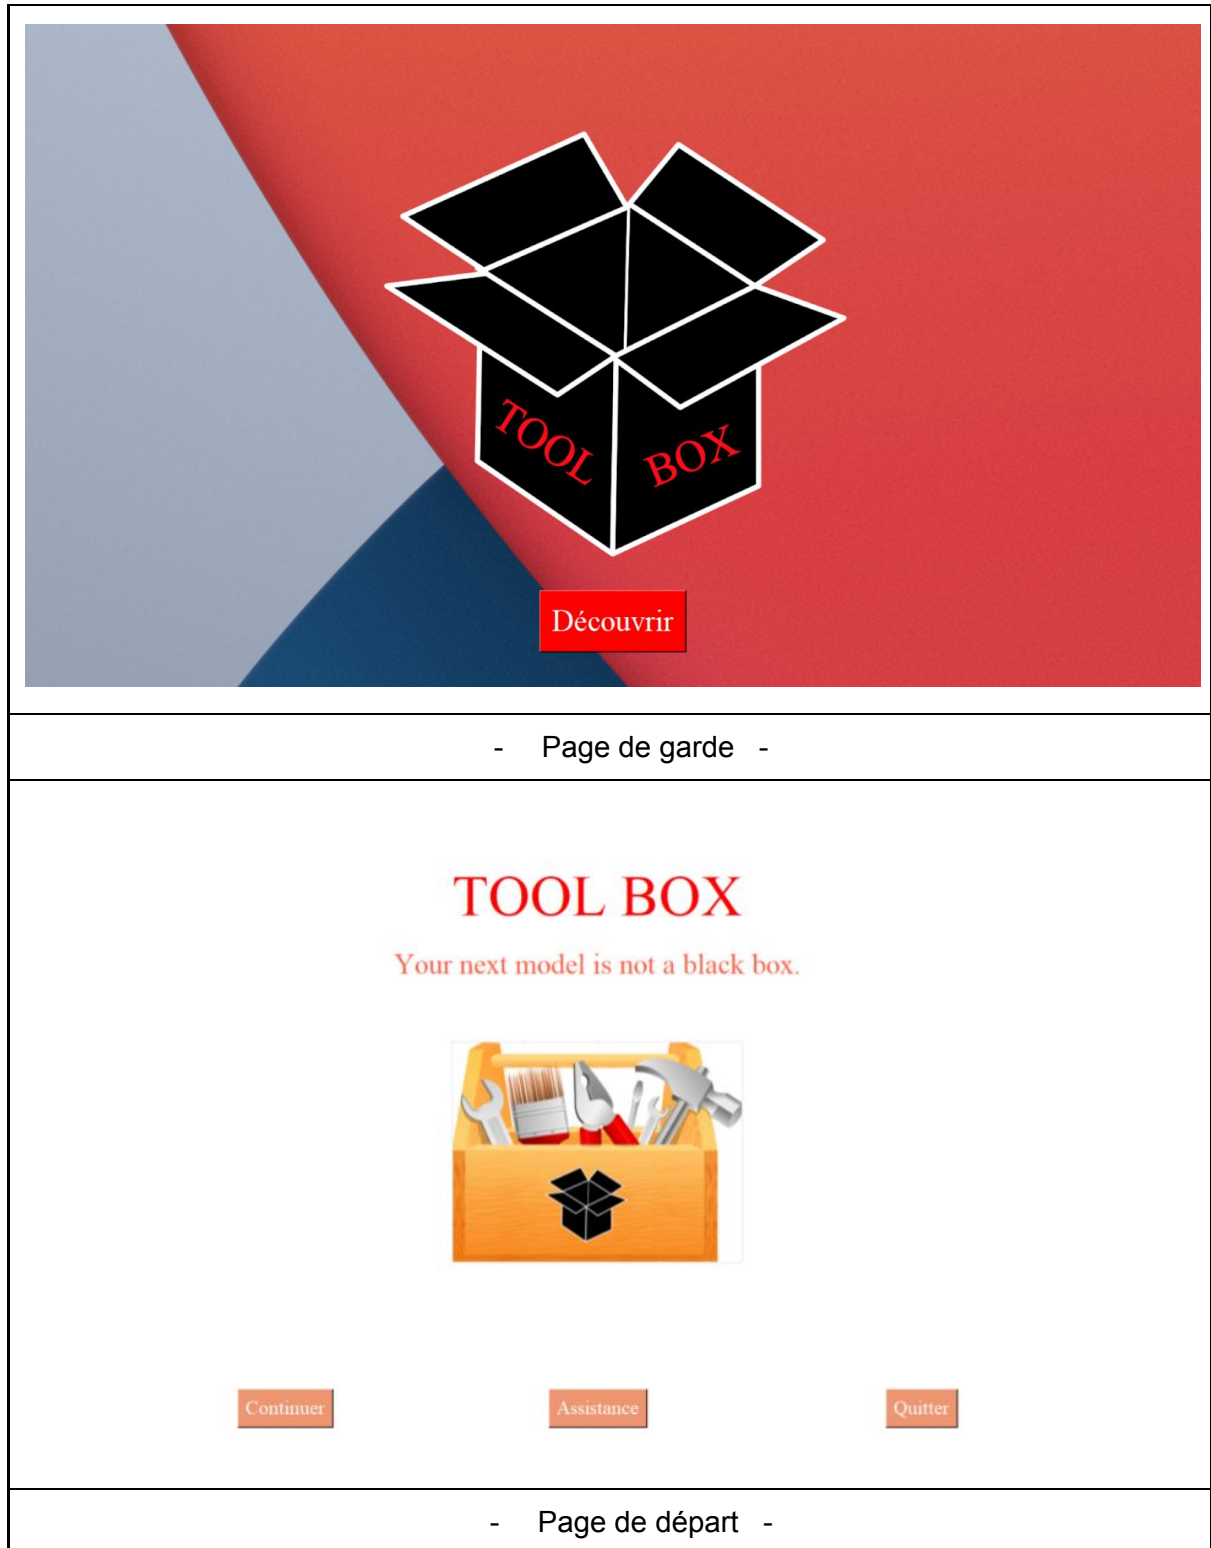 TOOL BOX
Découvrir
- Page de garde -
TOOL BOX
Your next model is not a black box.
Continuer Assistance Quitter
- Page de départ -